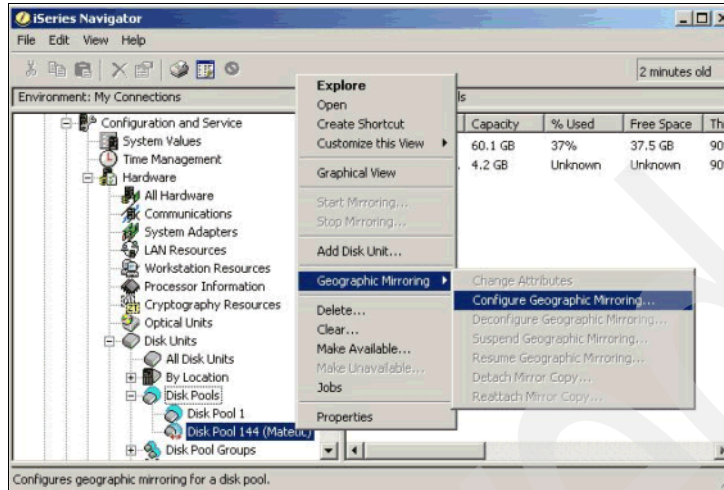 iSeries Navigator
File Edit View Help
2 minutes old
Environment: My Connections
ls
Configuration and Service
System Values
Time Management
Hardware
All Hardware
Communications
System Adapters
LAN Resources
Workstation Resources
Processor Information
Cryptography Resources
Optical Units
Disk Units
All Disk Units
By Location
Disk Pools
Disk Pool 1
Disk Pool 144 (Matelic)
Disk Pool Groups
Explore
Open
Create Shortcut
Customize this View
Graphical View
Start Mirroring...
Stop Mirroring...
Add Disk Unit...
Geographic Mirroring
Delete...
Clear...
Make Available...
Make Unavailable...
Jobs
Properties
Change Attributes
Configure Geographic Mirroring...
Deconfigure Geographic Mirroring...
Suspend Geographic Mirroring...
Resume Geographic Mirroring...
Detach Mirror Copy...
Reattach Mirror Copy...
Capacity % Used Free Space Th
60.1 GB 37% 37.5 GB 90
4.2 GB Unknown Unknown 90
Configures geographic mirroring for a disk pool.